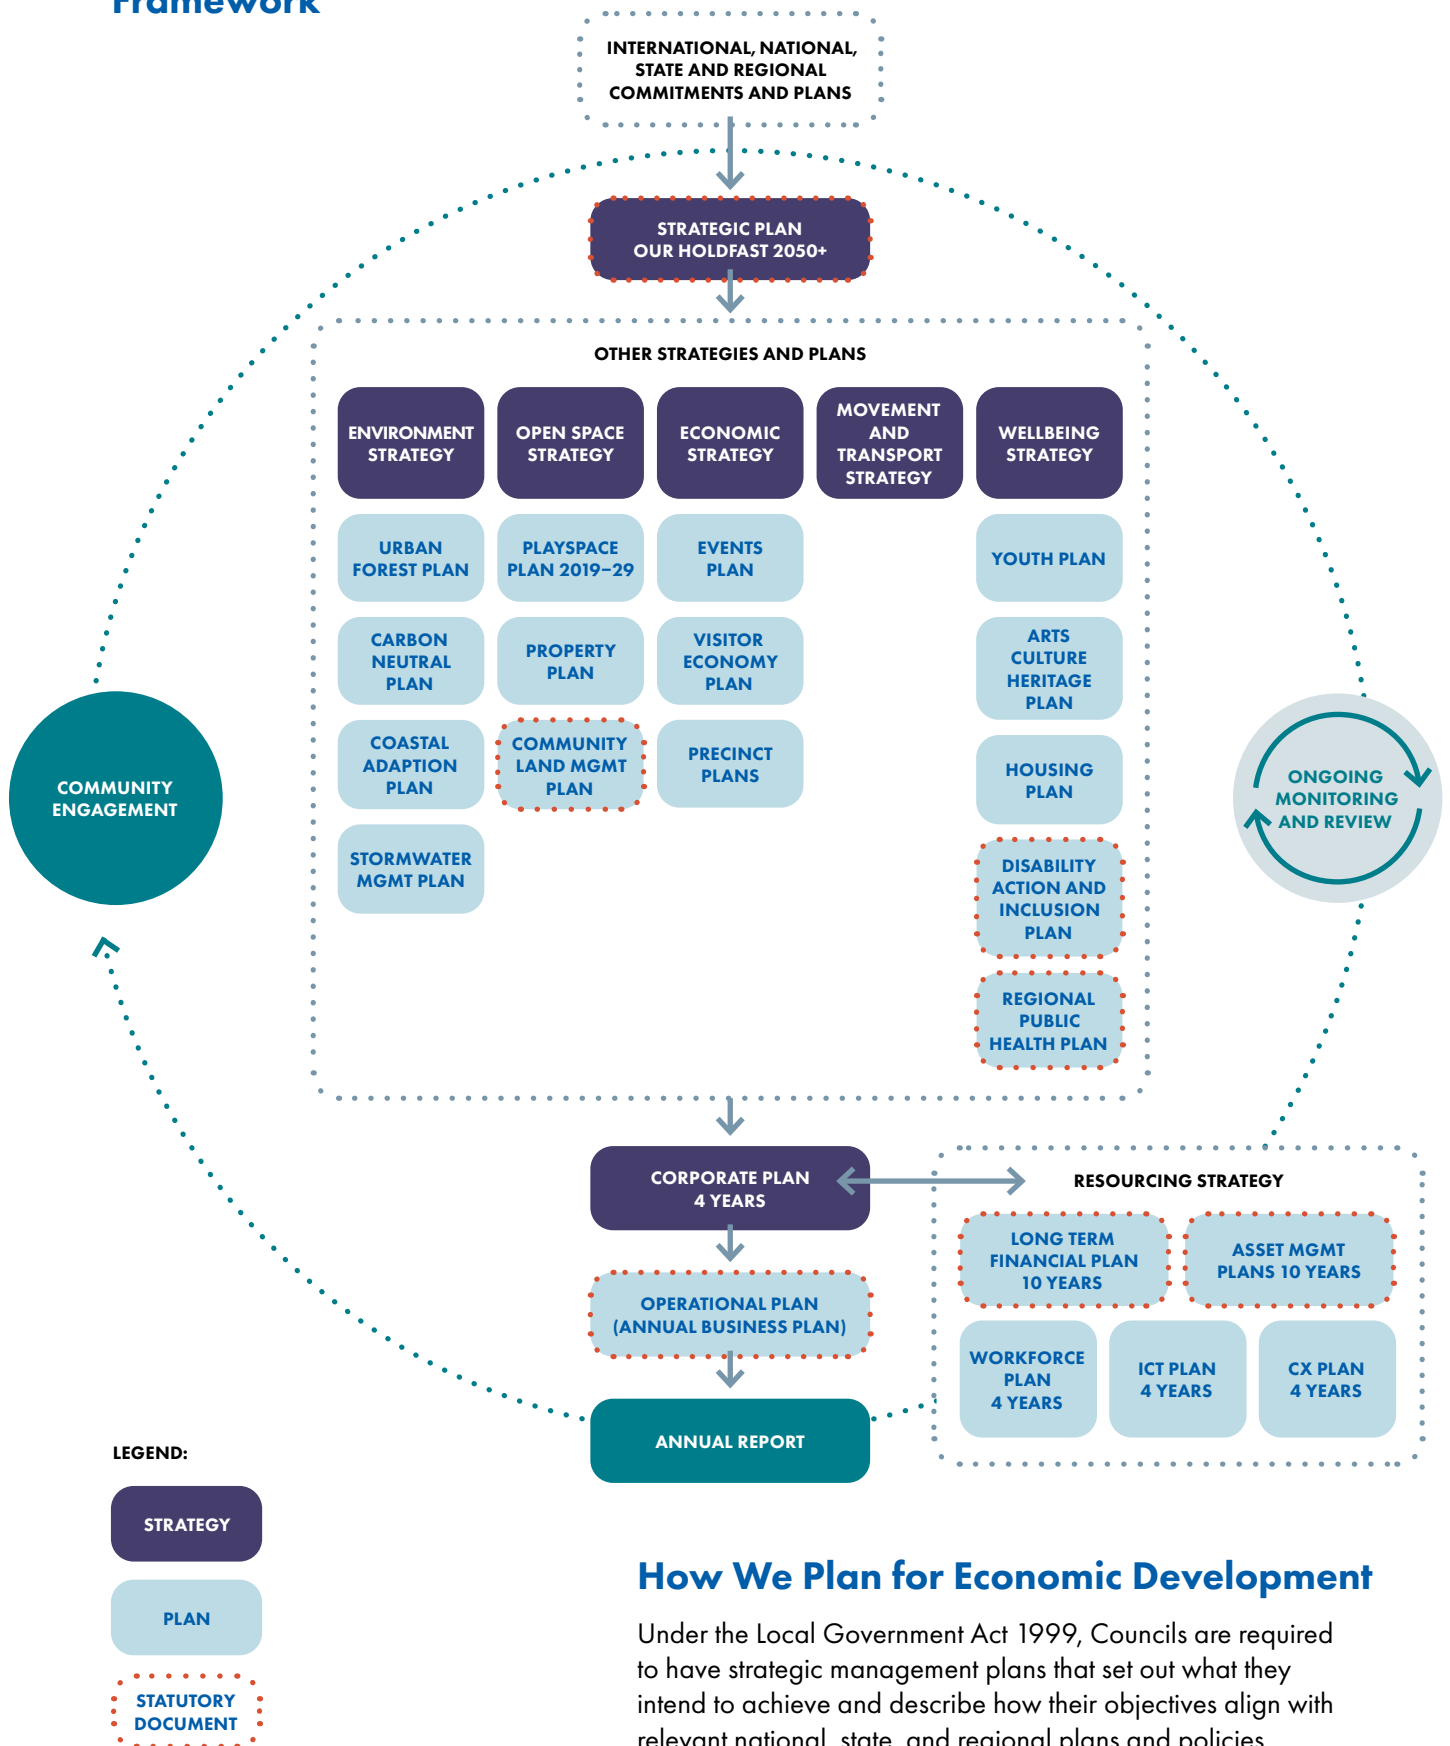 Framework
INTERNATIONAL, NATIONAL,
STATE AND REGIONAL
COMMITMENTS AND PLANS
STRATEGIC PLAN
OUR HOLDFAST 2050+
OTHER STRATEGIES AND PLANS
ENVIRONMENT
STRATEGY
OPEN SPACE
STRATEGY
ECONOMIC
STRATEGY
MOVEMENT
AND
TRANSPORT
STRATEGY
WELLBEING
STRATEGY
URBAN
FOREST PLAN
CARBON
NEUTRAL
PLAN
COASTAL
ADAPTION
PLAN
STORMWATER
MGMT PLAN
PLAYSPACE
PLAN 2019–29
PROPERTY
PLAN
COMMUNITY
LAND MGMT
PLAN
EVENTS
PLAN
VISITOR
ECONOMY
PLAN
PRECINCT
PLANS
YOUTH PLAN
ARTS
CULTURE
HERITAGE
PLAN
HOUSING
PLAN
DISABILITY
ACTION AND
INCLUSION
PLAN
REGIONAL
PUBLIC
HEALTH PLAN
COMMUNITY
ENGAGEMENT
ONGOING
MONITORING
AND REVIEW
CORPORATE PLAN
4 YEARS
RESOURCING STRATEGY
LONG TERM
FINANCIAL PLAN
10 YEARS
ASSET MGMT
PLANS 10 YEARS
WORKFORCE
PLAN
4 YEARS
ICT PLAN
4 YEARS
CX PLAN
4 YEARS
OPERATIONAL PLAN
(ANNUAL BUSINESS PLAN)
ANNUAL REPORT
LEGEND:
STRATEGY
PLAN
STATUTORY
DOCUMENT
How We Plan for Economic Development
Under the Local Government Act 1999, Councils are required
to have strategic management plans that set out what they
intend to achieve and describe how their objectives align with
relevant national, state, and regional plans and policies